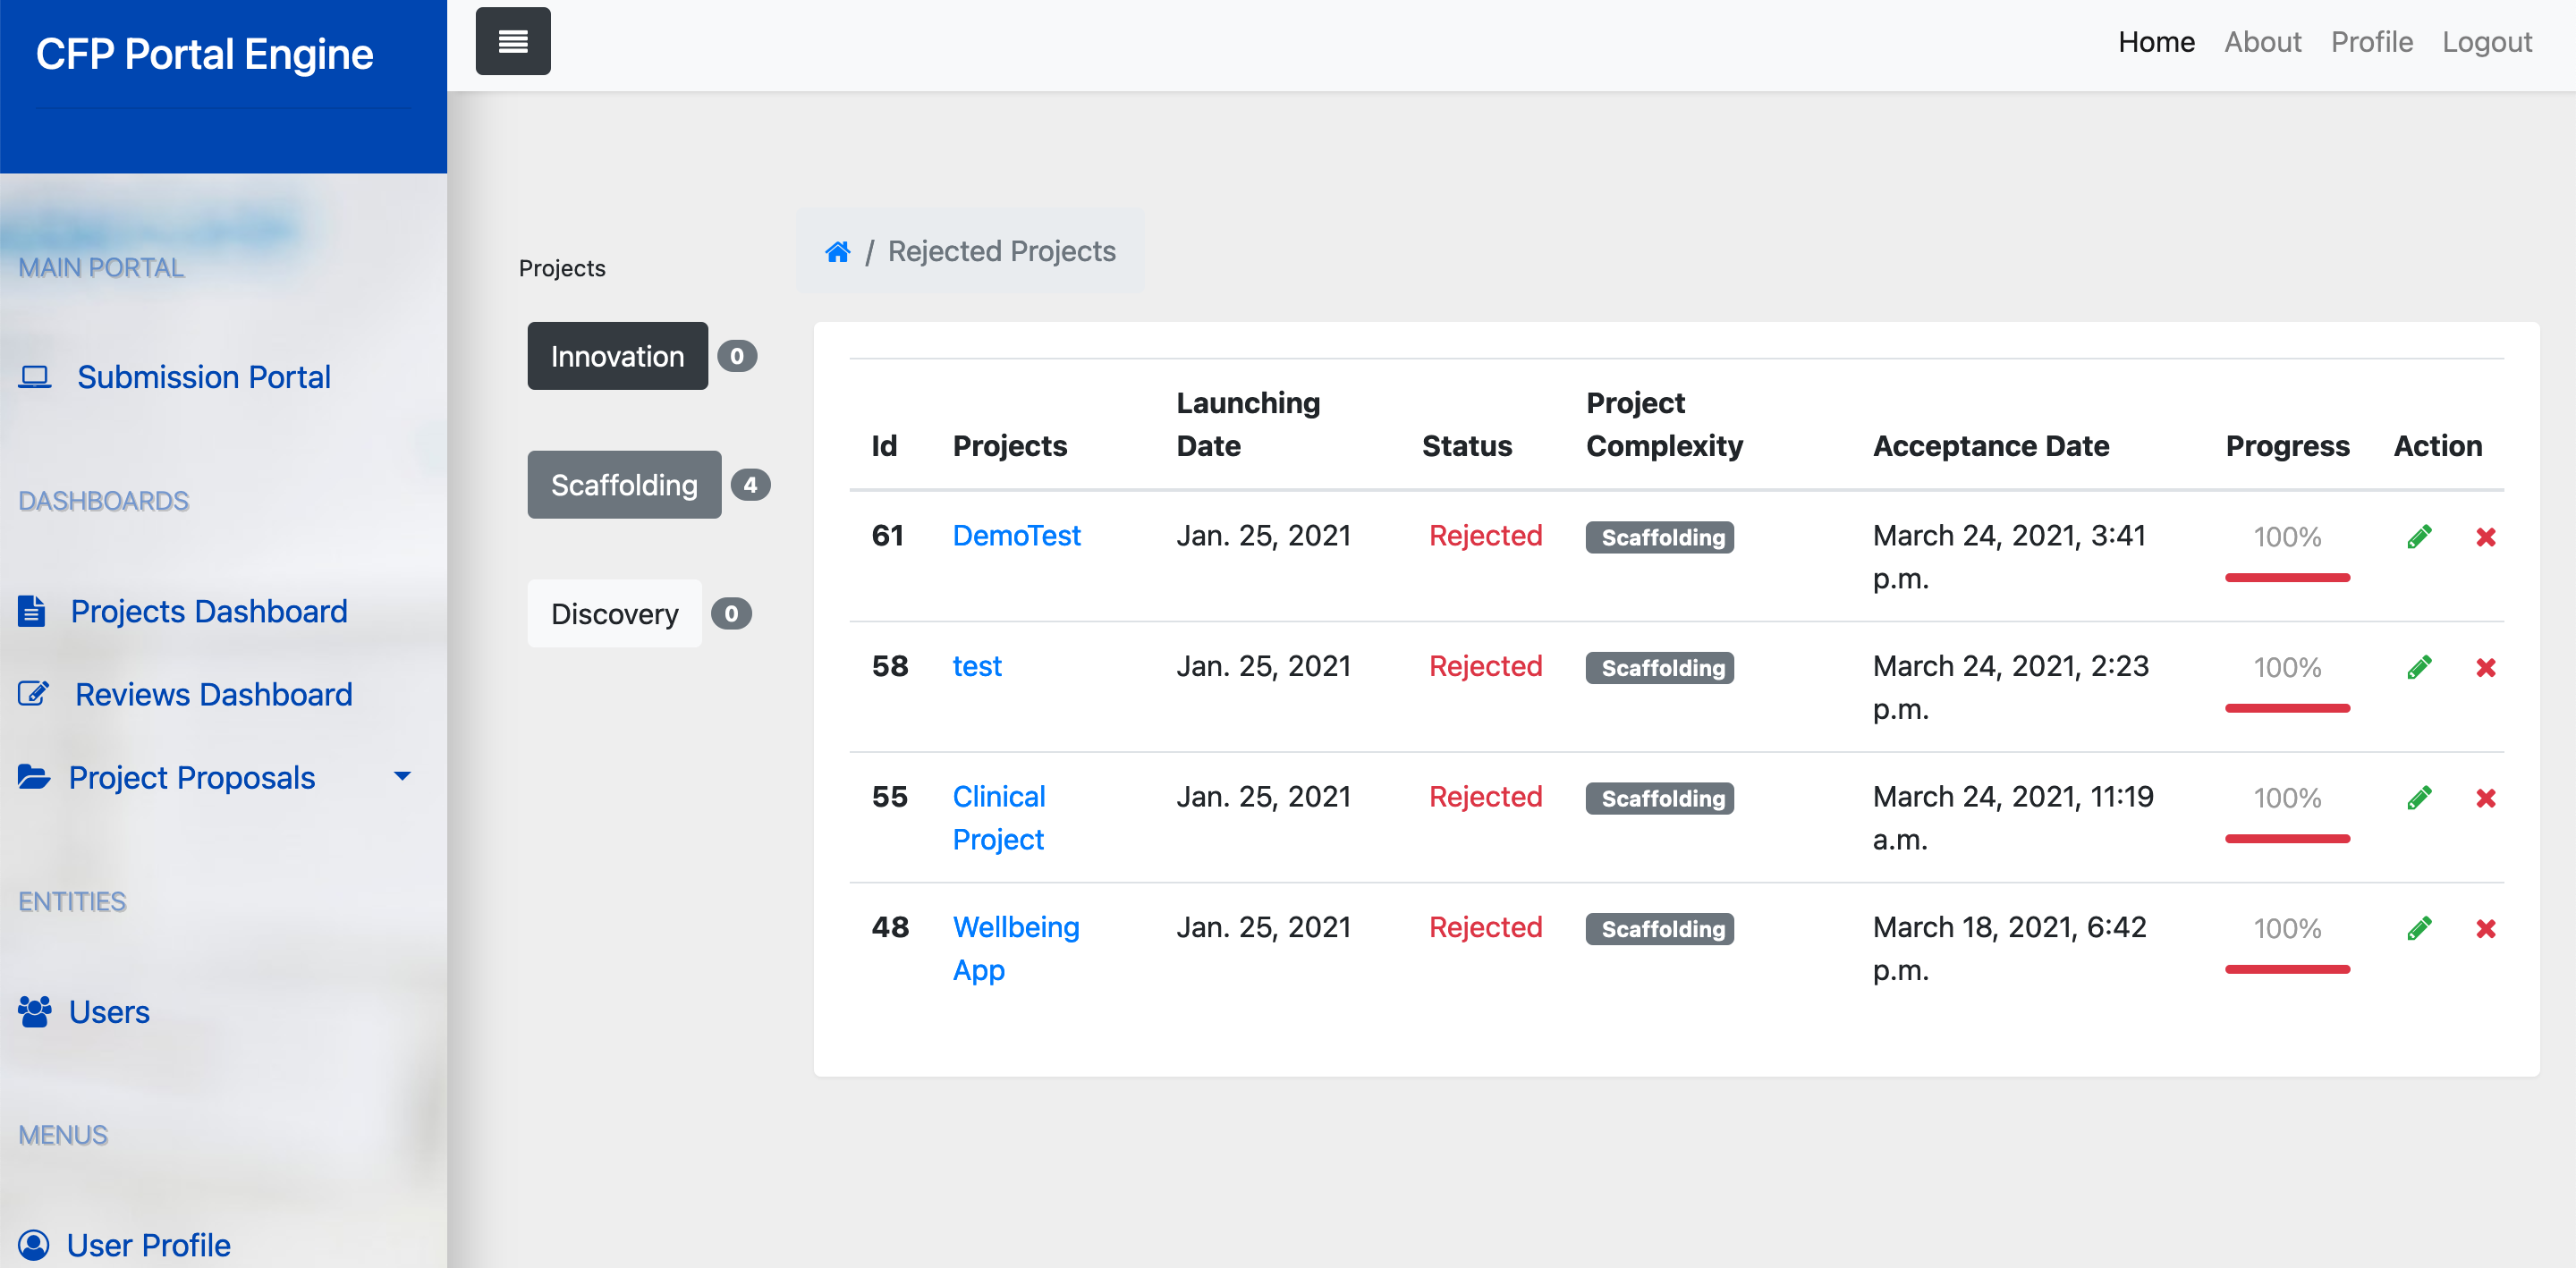 CFP Portal Engine
Home About Profile Logout
MAIN PORTAL
Submission Portal
DASHBOARDS
Projects Dashboard
Reviews Dashboard
Project Proposals
ENTITIES
Users
MENUS
User Profile
Projects
Innovation 0
Scaffolding 4
Discovery 0
/ Rejected Projects
Id Projects Launching Date Status Project Complexity Acceptance Date Progress Action
61 DemoTest Jan. 25, 2021 Rejected Scaffolding March 24, 2021, 3:41 p.m. 100%
58 test Jan. 25, 2021 Rejected Scaffolding March 24, 2021, 2:23 p.m. 100%
55 Clinical Project Jan. 25, 2021 Rejected Scaffolding March 24, 2021, 11:19 a.m. 100%
48 Wellbeing App Jan. 25, 2021 Rejected Scaffolding March 18, 2021, 6:42 p.m. 100%